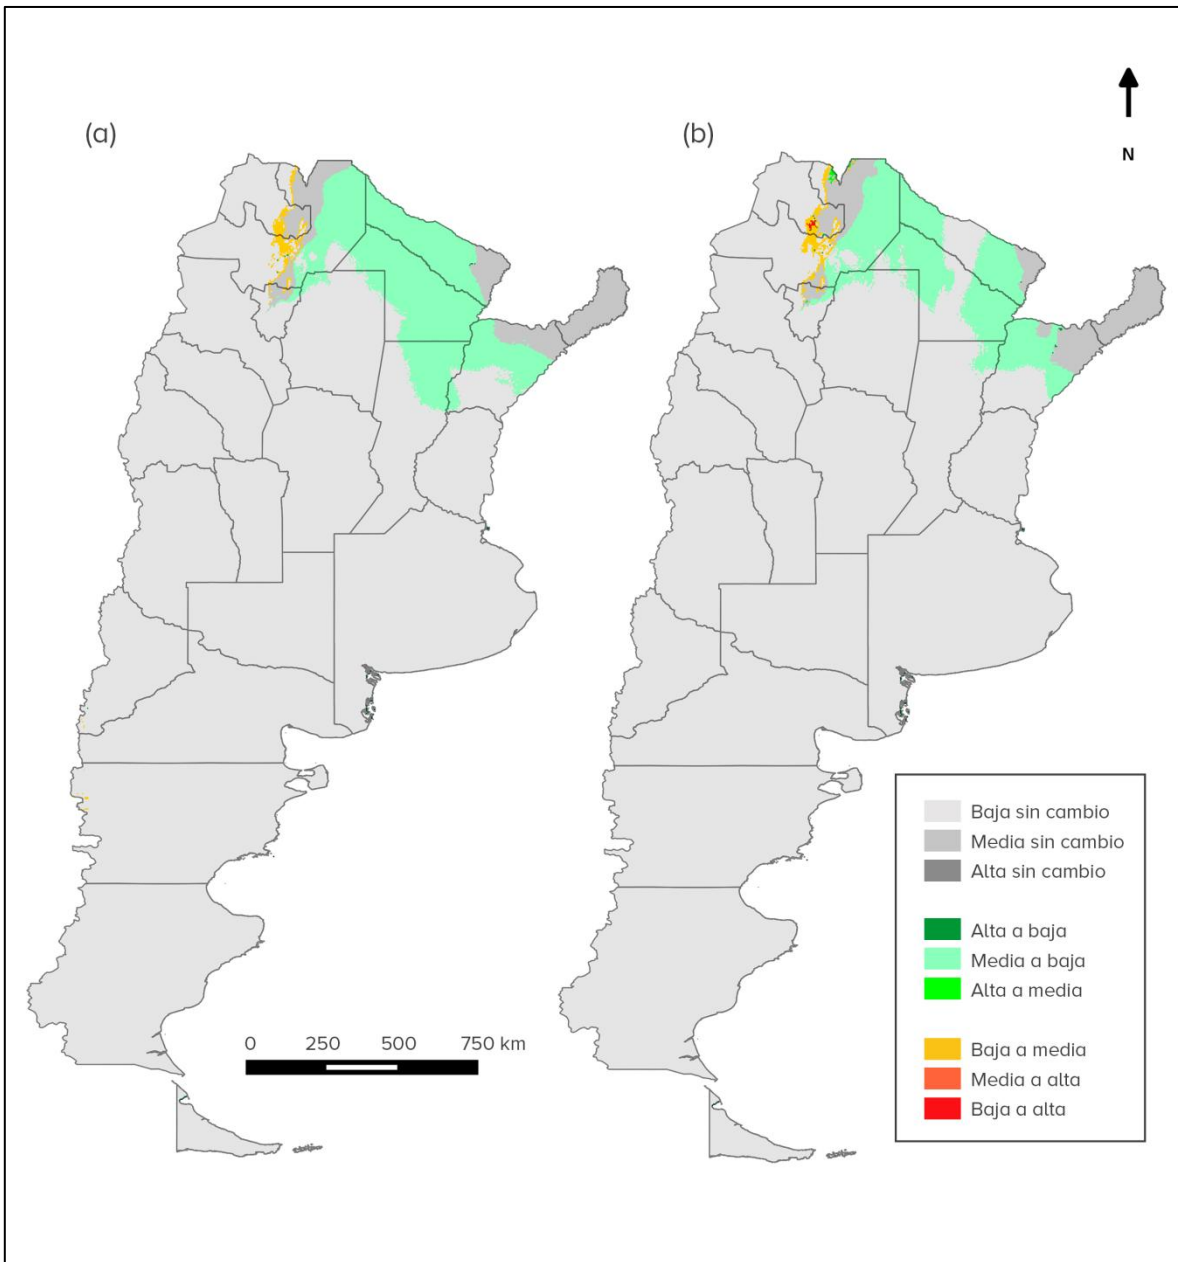 (a)
(b)
N
Baja sin cambio
Media sin cambio
Alta sin cambio
Alta a baja
Media a baja
Alta a media
Baja a media
Media a alta
Baja a alta
0 250 500 750 km